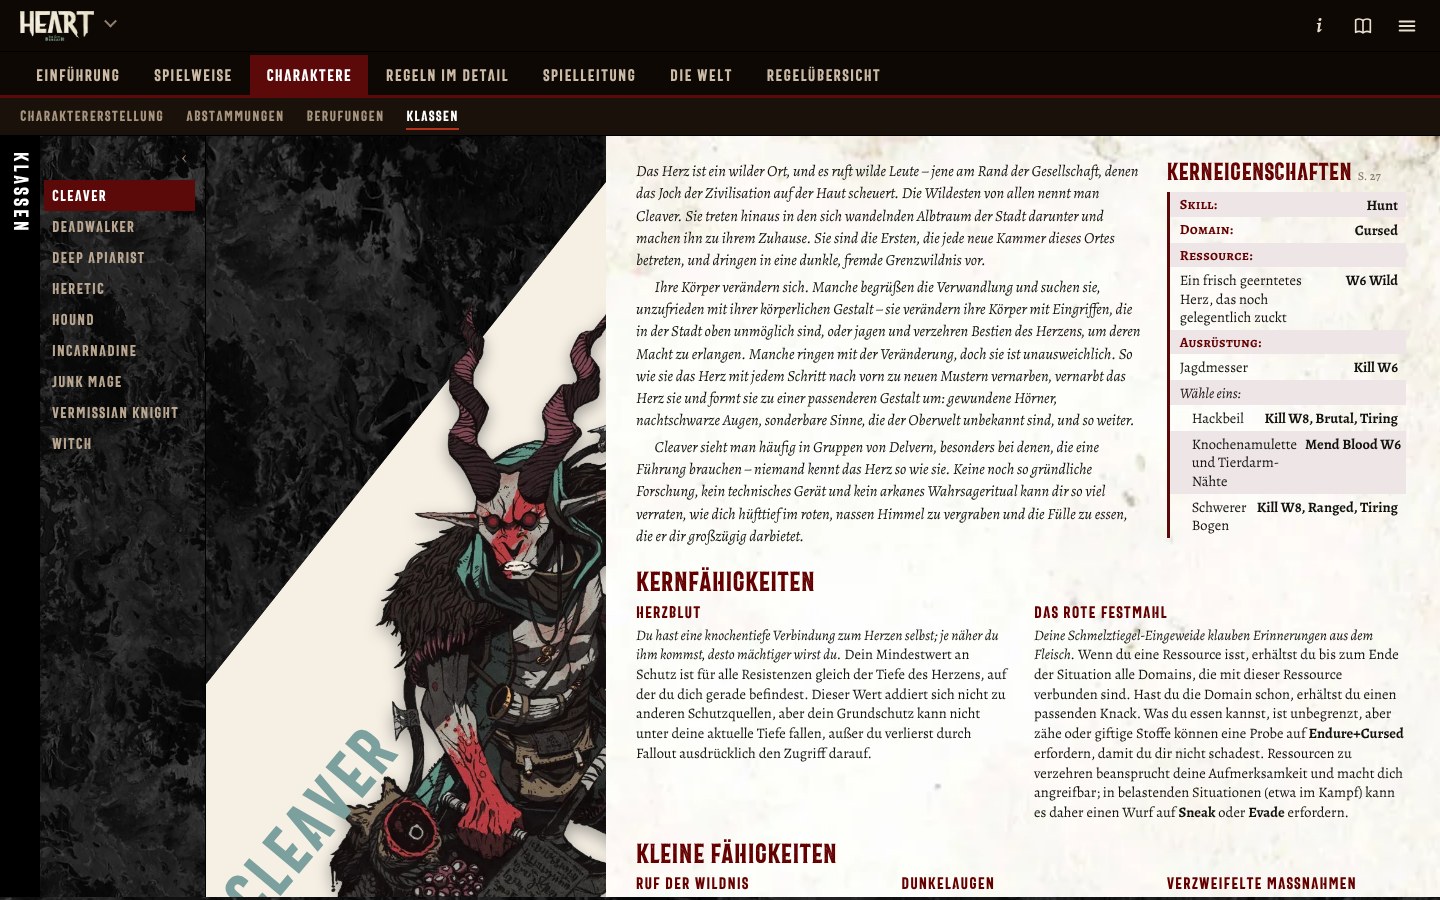 HEART
EINFÜHRUNG SPIELWEISE CHARAKTERE REGELN IM DETAIL SPIELLEITUNG DIE WELT REGELÜBERSICHT
CHARAKTERERSTELLUNG ABSTAMMUNGEN BERUFUNGEN KLASSEN
KLASSEN
CLEAVER
DEADWALKER
DEEP APIARIST
HERETIC
HOUND
INCARNADINE
JUNK MAGE
VERMISSIAN KNIGHT
WITCH
CLEAVER
Das Herz ist ein wilder Ort, und es ruft wilde Leute – jene am Rand der Gesellschaft, denen
das Joch der Zivilisation auf der Haut scheuert. Die Wildesten von allen nennt man
Cleaver. Sie treten hinaus in den sich wandelnden Albtraum der Stadt darunter und
machen ihn zu ihrem Zuhause. Sie sind die Ersten, die jede neue Kammer dieses Ortes
betreten, und dringen in eine dunkle, fremde Grenzwildnis vor.
Ihre Körper verändern sich. Manche begrüßen die Verwandlung und suchen sie,
unzufrieden mit ihrer körperlichen Gestalt – sie verändern ihre Körper mit Eingriffen, die
in der Stadt oben unmöglich sind, oder jagen und verzehren Bestien des Herzens, um deren
Macht zu erlangen. Manche ringen mit der Veränderung, doch sie ist unausweichlich. So
wie sie das Herz mit jedem Schritt nach vorn zu neuen Mustern vernarben, vernarbt das
Herz sie und formt sie zu einer passenderen Gestalt um: gewundene Hörner,
nachtschwarze Augen, sonderbare Sinne, die der Oberwelt unbekannt sind, und so weiter.
Cleaver sieht man häufig in Gruppen von Delvern, besonders bei denen, die eine
Führung brauchen – niemand kennt das Herz so wie sie. Keine noch so gründliche
Forschung, kein technisches Gerät und kein arkanes Wahrsageritual kann dir so viel
verraten, wie dich hüfttief im roten, nassen Himmel zu vergraben und die Fülle zu essen,
die er dir großzügig darbietet.
KERNEIGENSCHAFTEN S. 27
SKILL: Hunt
DOMAIN: Cursed
RESSOURCE:
Ein frisch geerntetes W6 Wild
Herz, das noch
gelegentlich zuckt
AUSRÜSTUNG:
Jagdmesser Kill W6
Wähle eins:
Hackbeil Kill W8, Brutal, Tiring
Knochenamulette Mend Blood W6
und Tierdarm-
Nähte
Schwerer Kill W8, Ranged, Tiring
Bogen
KERNFÄHIGKEITEN
HERZBLUT
Du hast eine knochentiefe Verbindung zum Herzen selbst; je näher du
ihm kommst, desto mächtiger wirst du. Dein Mindestwert an
Schutz ist für alle Resistenzen gleich der Tiefe des Herzens, auf
der du dich gerade befindest. Dieser Wert addiert sich nicht zu
anderen Schutzquellen, aber dein Grundschutz kann nicht
unter deine aktuelle Tiefe fallen, außer du verlierst durch
Fallout ausdrücklich den Zugriff darauf.
DAS ROTE FESTMAHL
Deine Schmelztiegel-Eingeweide klauben Erinnerungen aus dem
Fleisch. Wenn du eine Ressource isst, erhältst du bis zum Ende
der Situation alle Domains, die mit dieser Ressource
verbunden sind. Hast du die Domain schon, erhältst du einen
passenden Knack. Was du essen kannst, ist unbegrenzt, aber
zähe oder giftige Stoffe können eine Probe auf Endure+Cursed
erfordern, damit du dir nicht schadest. Ressourcen zu
verzehren beansprucht deine Aufmerksamkeit und macht dich
angreifbar; in belastenden Situationen (etwa im Kampf) kann
es daher einen Wurf auf Sneak oder Evade erfordern.
KLEINE FÄHIGKEITEN
RUF DER WILDNIS DUNKELAUGEN VERZWEIFELTE MASSNAHMEN